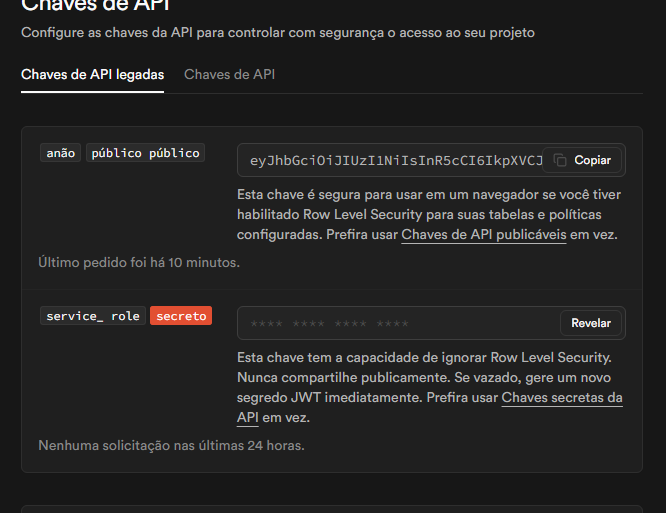 Chaves de API
Configure as chaves da API para controlar com segurança o acesso ao seu projeto
Chaves de API legadas Chaves de API
anão público público
eyJhbGciOiJIUzI1NiIsInR5cCI6IkpXVCJ Copiar
Esta chave é segura para usar em um navegador se você tiver
habilitado Row Level Security para suas tabelas e políticas
configuradas. Prefira usar Chaves de API publicáveis em vez.
Último pedido foi há 10 minutos.
service_ role secreto
**** **** **** **** Revelar
Esta chave tem a capacidade de ignorar Row Level Security.
Nunca compartilhe publicamente. Se vazado, gere um novo
segredo JWT imediatamente. Prefira usar Chaves secretas da
API em vez.
Nenhuma solicitação nas últimas 24 horas.